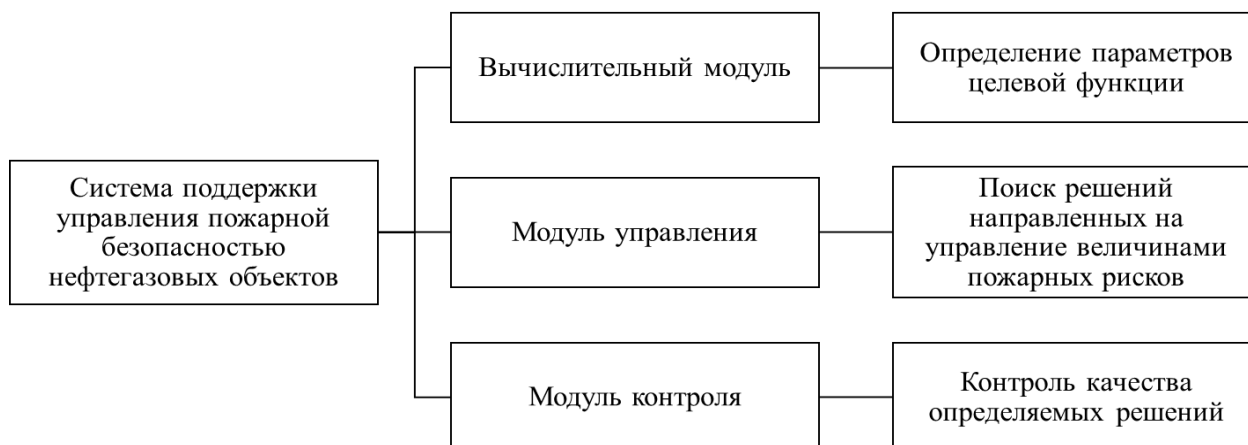 Система поддержки
управления пожарной
безопасностью
нефтегазовых объектов
Вычислительный модуль
Определение параметров
целевой функции
Модуль управления
Поиск решений
направленных на
управление величинами
пожарных рисков
Модуль контроля
Контроль качества
определяемых решений